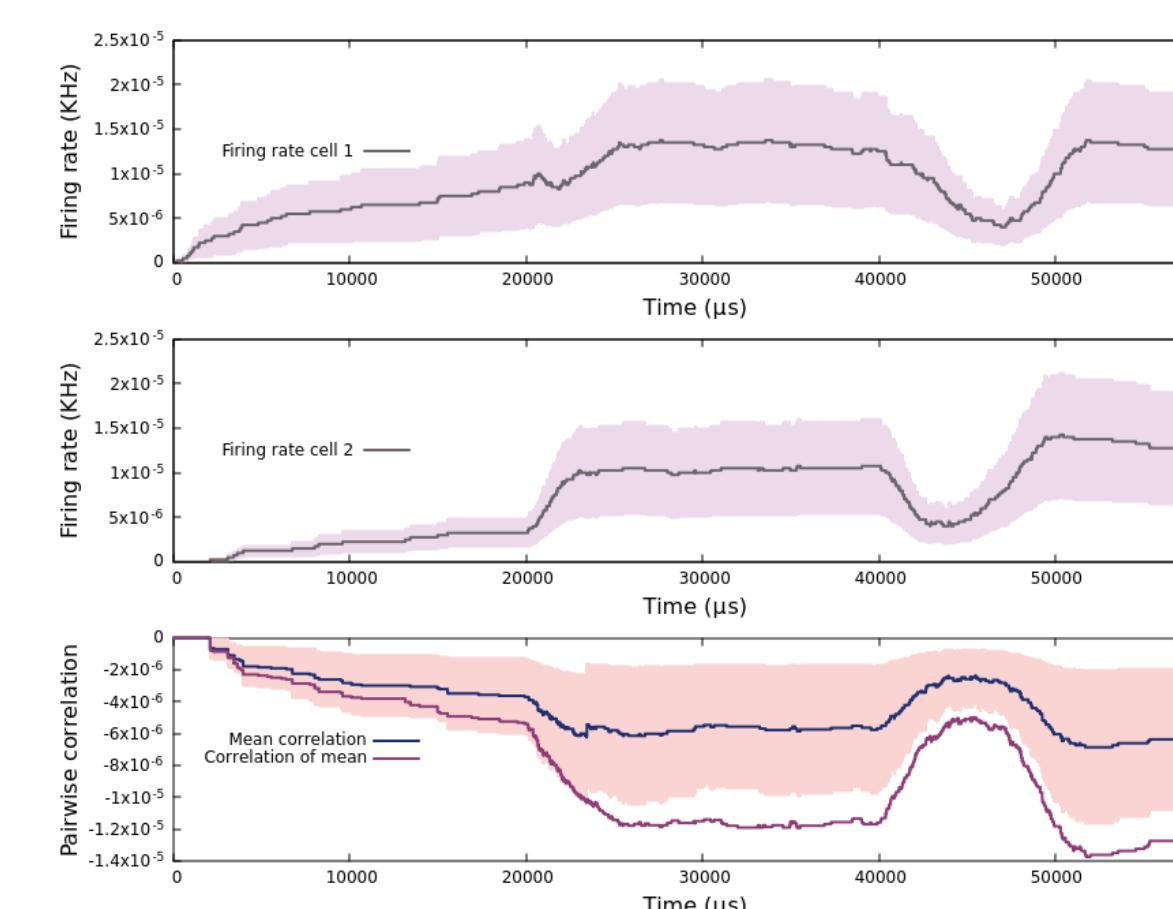 2.5x10⁻⁵
2x10⁻⁵
1.5x10⁻⁵
1x10⁻⁵
5x10⁻⁶
0
Firing rate (KHz)
Firing rate cell 1
0 10000 20000 30000 40000 50000
Time (µs)
2.5x10⁻⁵
2x10⁻⁵
1.5x10⁻⁵
1x10⁻⁵
5x10⁻⁶
0
Firing rate (KHz)
Firing rate cell 2
0 10000 20000 30000 40000 50000
Time (µs)
0
-2x10⁻⁶
-4x10⁻⁶
-6x10⁻⁶
-8x10⁻⁶
-1x10⁻⁵
-1.2x10⁻⁵
-1.4x10⁻⁵
Pairwise correlation
Mean correlation
Correlation of mean
0 10000 20000 30000 40000 50000
Time (µs)